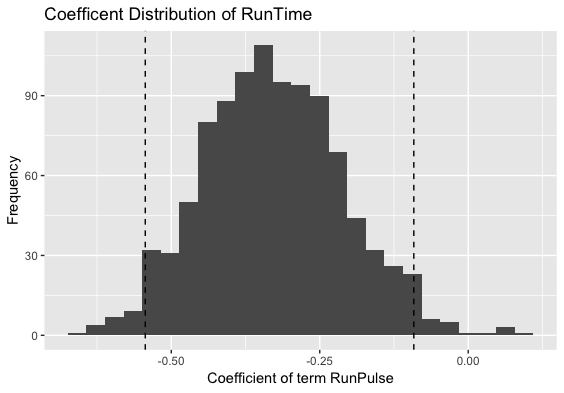 Coefficent Distribution of RunTime
Frequency
90
60
30
0
-0.50 -0.25 0.00
Coefficient of term RunPulse